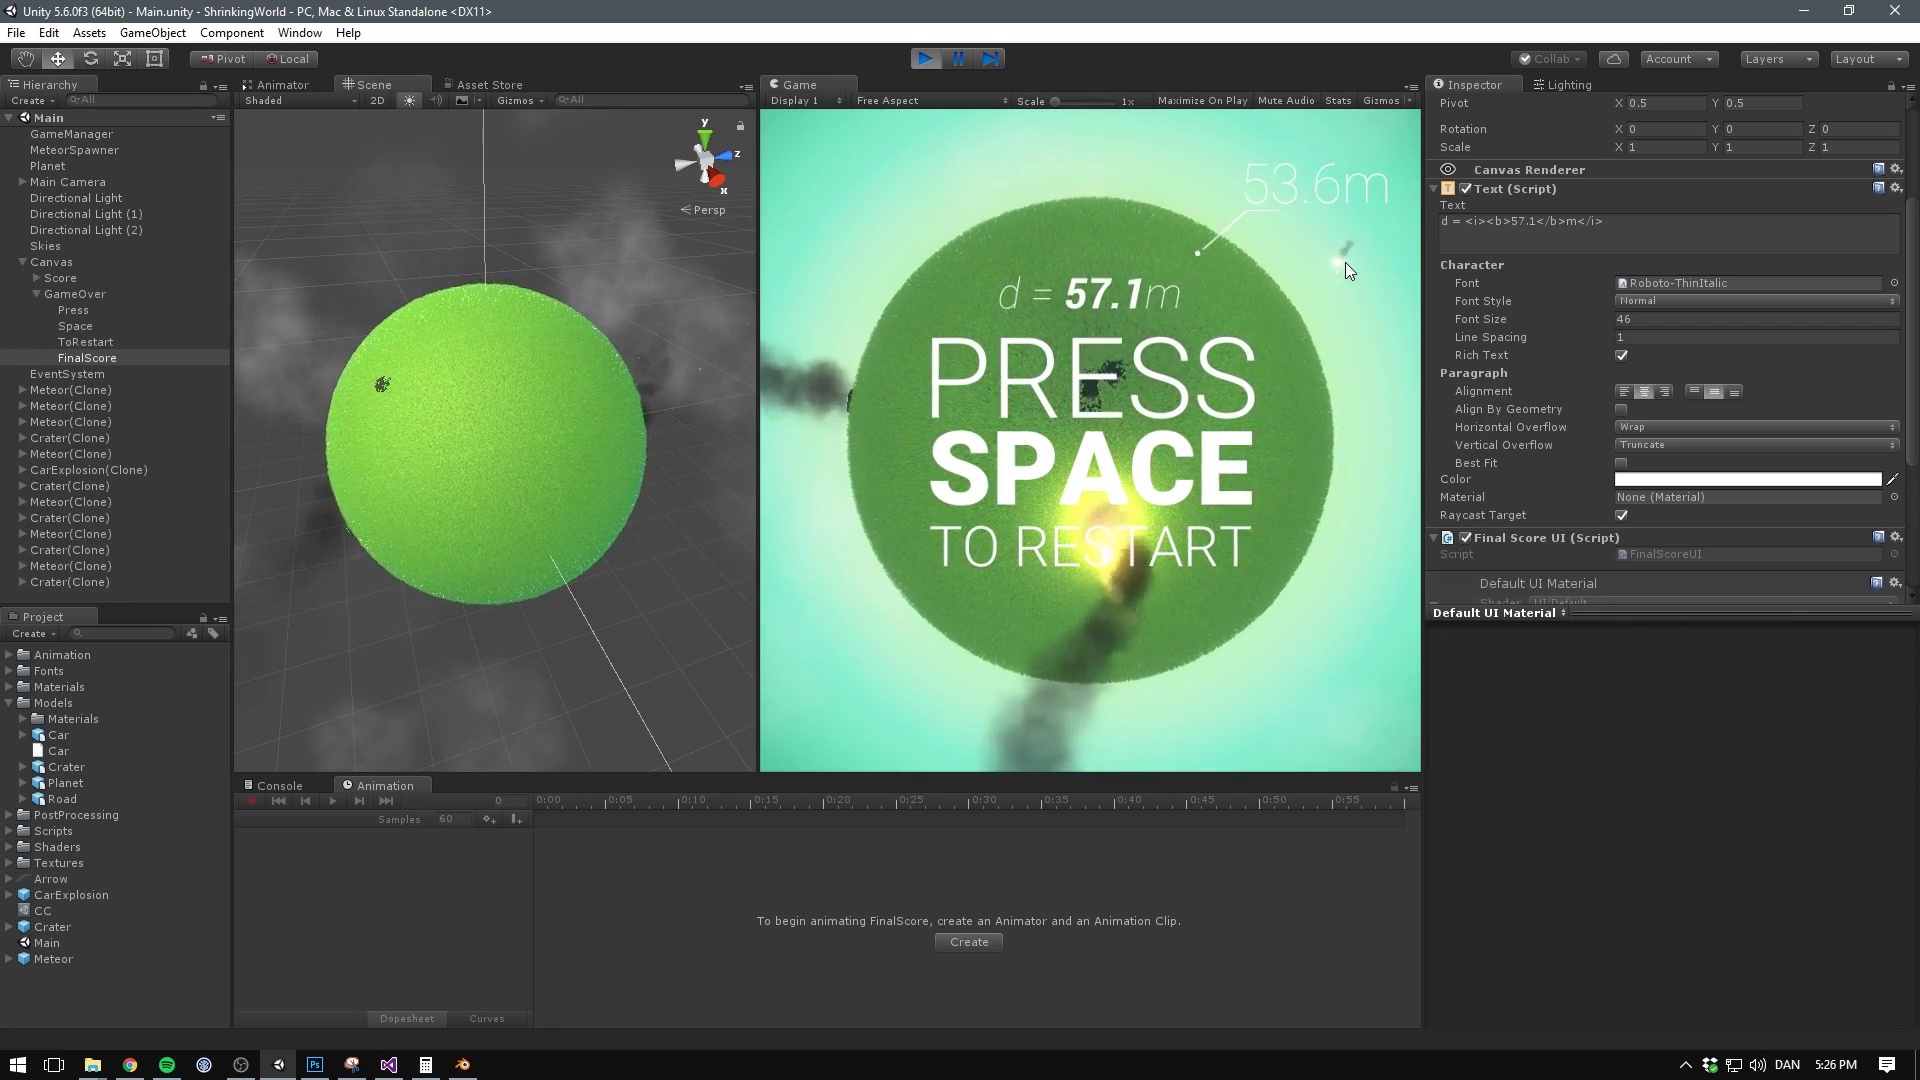 Unity 5.6.0f3 (64bit) - Main.unity - ShrinkingWorld - PC, Mac & Linux Standalone <DX11>
File Edit Assets GameObject Component Window Help
Pivot Local
Collab Account Layers Layout
Hierarchy
Create All
Main
GameManager
MeteorSpawner
Planet
Main Camera
Directional Light
Directional Light (1)
Directional Light (2)
Skies
Canvas
Score
GameOver
Press
Space
ToRestart
FinalScore
EventSystem
Meteor(Clone)
Meteor(Clone)
Meteor(Clone)
Crater(Clone)
Meteor(Clone)
CarExplosion(Clone)
Crater(Clone)
Meteor(Clone)
Crater(Clone)
Meteor(Clone)
Crater(Clone)
Meteor(Clone)
Crater(Clone)
Project
Create
Animation
Fonts
Materials
Models
Materials
Car
Car
Crater
Planet
Road
PostProcessing
Scripts
Shaders
Textures
Arrow
CarExplosion
CC
Crater
Main
Meteor
Animator Scene Asset Store
Shaded 2D Gizmos All
y
z
x
Persp
Game
Display 1 Free Aspect Scale 1x Maximize On Play Mute Audio Stats Gizmos
53.6m
d = 57.1m
PRESS
SPACE
TO RESTART
Console Animation
0 0:00 0:05 0:10 0:15 0:20 0:25 0:30 0:35 0:40 0:45 0:50 0:55
Samples 60
To begin animating FinalScore, create an Animator and an Animation Clip.
Create
Dopesheet Curves
Inspector Lighting
Pivot X 0.5 Y 0.5
Rotation X 0 Y 0 Z 0
Scale X 1 Y 1 Z 1
Canvas Renderer
Text (Script)
Text
d = <i><b>57.1</b>m</i>
Character
Font Roboto-ThinItalic
Font Style Normal
Font Size 46
Line Spacing 1
Rich Text
Paragraph
Alignment
Align By Geometry
Horizontal Overflow Wrap
Vertical Overflow Truncate
Best Fit
Color
Material None (Material)
Raycast Target
Final Score UI (Script)
Script FinalScoreUI
Default UI Material
Shader UI/Default
Default UI Material
Ps
DAN 5:26 PM